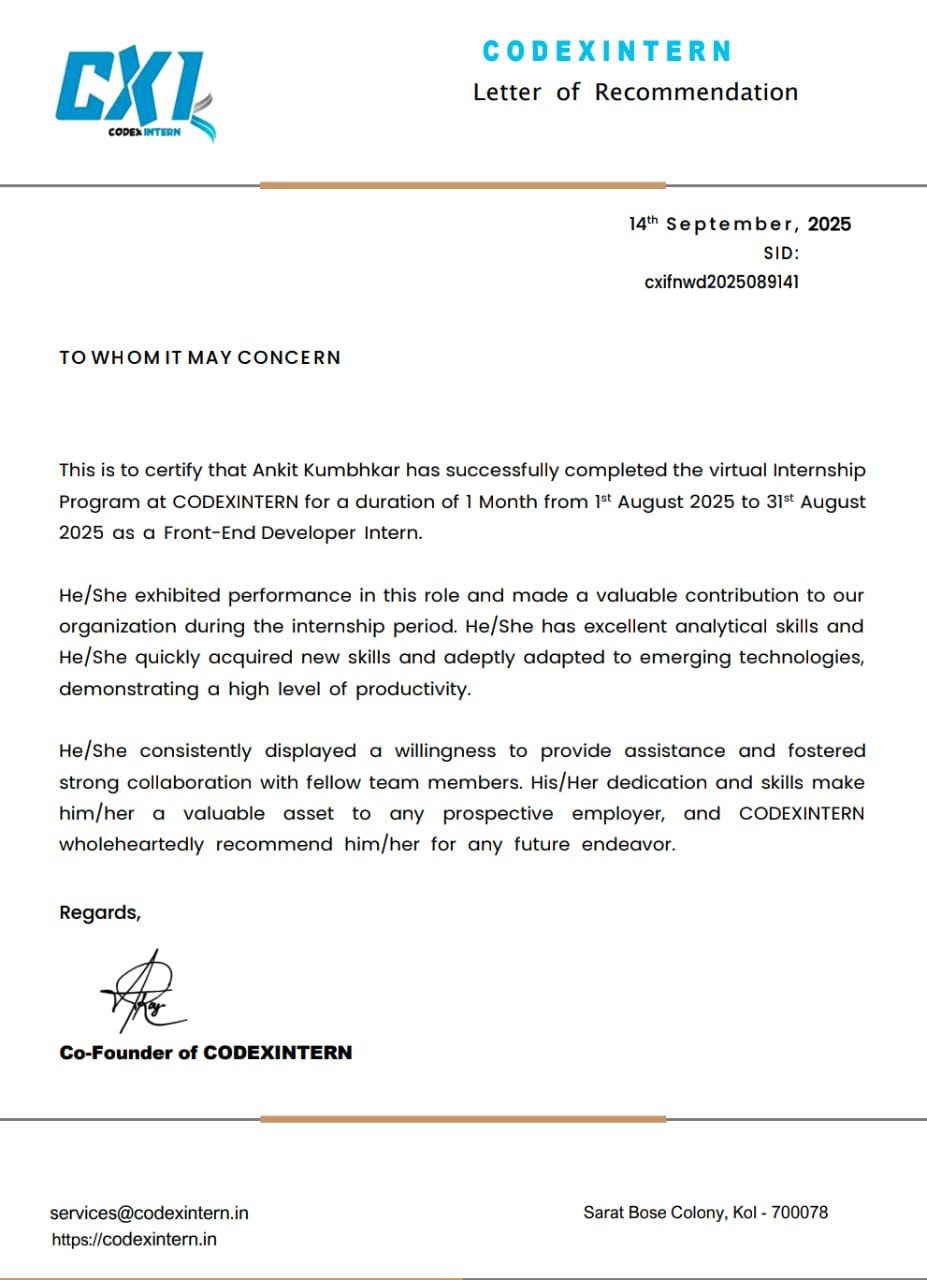 CXI
CODEX INTERN
CODEXINTERN
Letter of Recommendation
14th September, 2025
SID:
cxifnwd2025089141
TO WHOM IT MAY CONCERN
This is to certify that Ankit Kumbhkar has successfully completed the virtual Internship
Program at CODEXINTERN for a duration of 1 Month from 1st August 2025 to 31st August
2025 as a Front-End Developer Intern.
He/She exhibited performance in this role and made a valuable contribution to our
organization during the internship period. He/She has excellent analytical skills and
He/She quickly acquired new skills and adeptly adapted to emerging technologies,
demonstrating a high level of productivity.
He/She consistently displayed a willingness to provide assistance and fostered
strong collaboration with fellow team members. His/Her dedication and skills make
him/her a valuable asset to any prospective employer, and CODEXINTERN
wholeheartedly recommend him/her for any future endeavor.
Regards,
Co-Founder of CODEXINTERN
services@codexintern.in
https://codexintern.in
Sarat Bose Colony, Kol - 700078